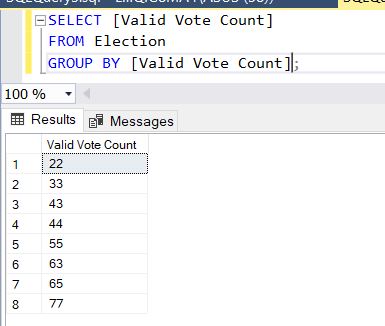 SELECT [Valid Vote Count]
FROM Election
GROUP BY [Valid Vote Count];
100 %
Results Messages
Valid Vote Count
1 22
2 33
3 43
4 44
5 55
6 63
7 65
8 77